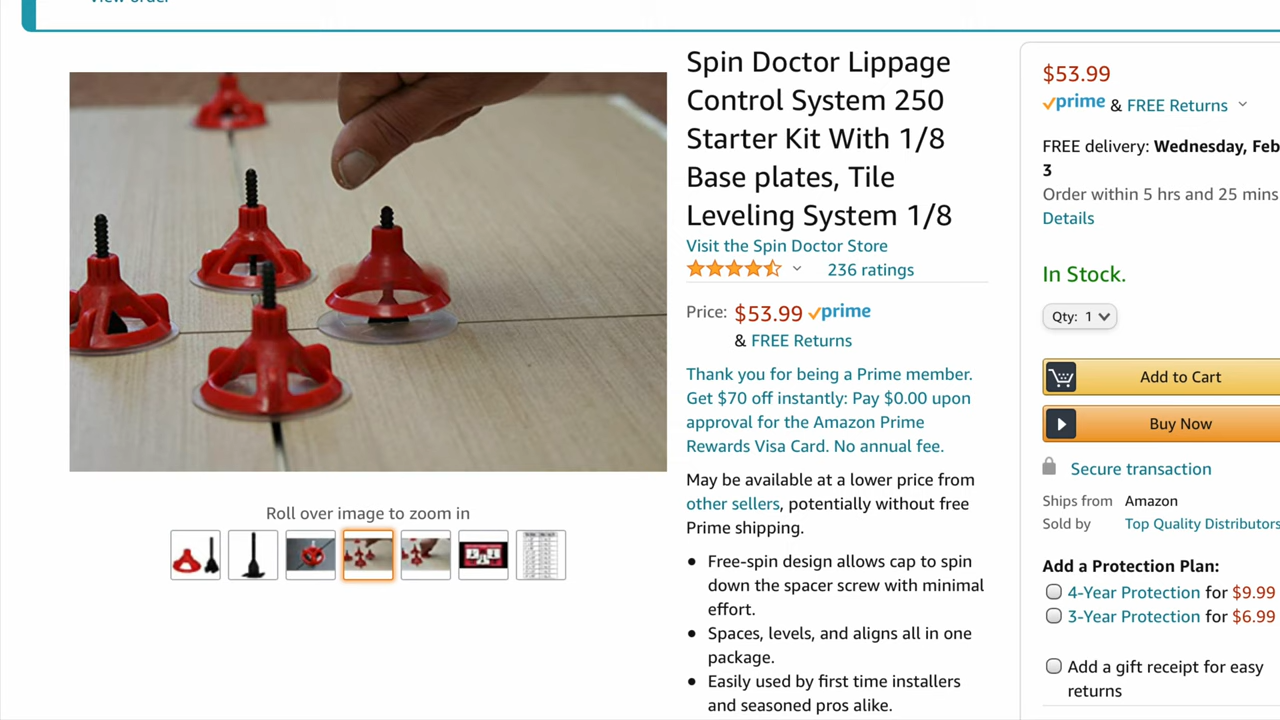 View order
Spin Doctor Lippage
Control System 250
Starter Kit With 1/8
Base plates, Tile
Leveling System 1/8
Visit the Spin Doctor Store
236 ratings
Price: $53.99 prime
& FREE Returns
Thank you for being a Prime member.
Get $70 off instantly: Pay $0.00 upon
approval for the Amazon Prime
Rewards Visa Card. No annual fee.
May be available at a lower price from
other sellers, potentially without free
Prime shipping.
• Free-spin design allows cap to spin
down the spacer screw with minimal
effort.
• Spaces, levels, and aligns all in one
package.
• Easily used by first time installers
and seasoned pros alike.
Roll over image to zoom in
$53.99
prime & FREE Returns
FREE delivery: Wednesday, Feb
3
Order within 5 hrs and 25 mins
Details
In Stock.
Qty: 1
Add to Cart
Buy Now
Secure transaction
Ships from Amazon
Sold by Top Quality Distributors
Add a Protection Plan:
4-Year Protection for $9.99
3-Year Protection for $6.99
Add a gift receipt for easy
returns